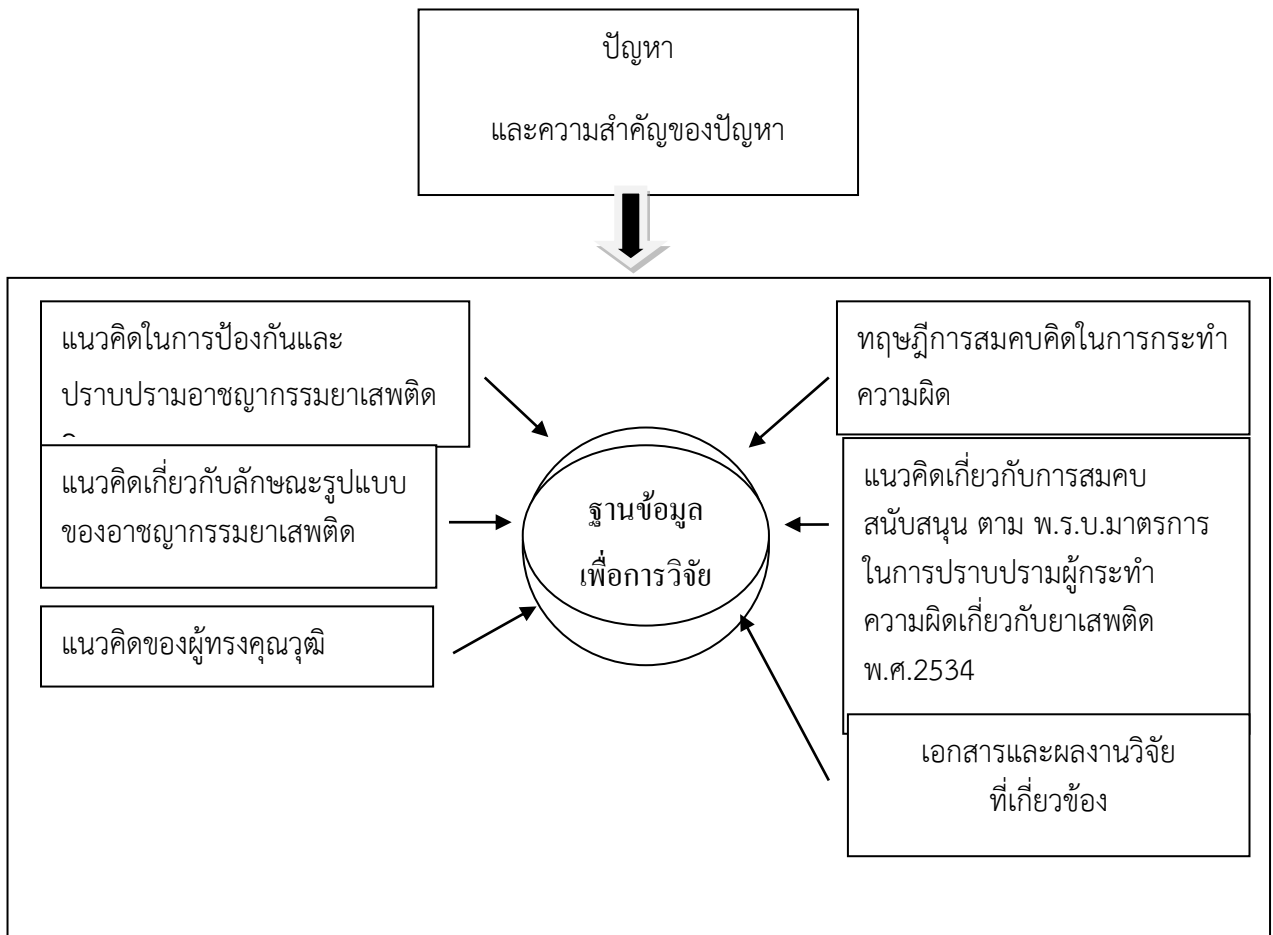 ปัญหา
และความสำคัญของปัญหา
แนวคิดในการป้องกันและ
ปราบปรามอาชญากรรมยาเสพติด
แนวคิดเกี่ยวกับลักษณะรูปแบบ
ของอาชญากรรมยาเสพติด
แนวคิดของผู้ทรงคุณวุฒิ
ฐานข้อมูล
เพื่อการวิจัย
ทฤษฎีการสมคบคิดในการกระทำ
ความผิด
แนวคิดเกี่ยวกับการสมคบ
สนับสนุน ตาม พ.ร.บ.มาตรการ
ในการปราบปรามผู้กระทำ
ความผิดเกี่ยวกับยาเสพติด
พ.ศ.2534
เอกสารและผลงานวิจัย
ที่เกี่ยวข้อง